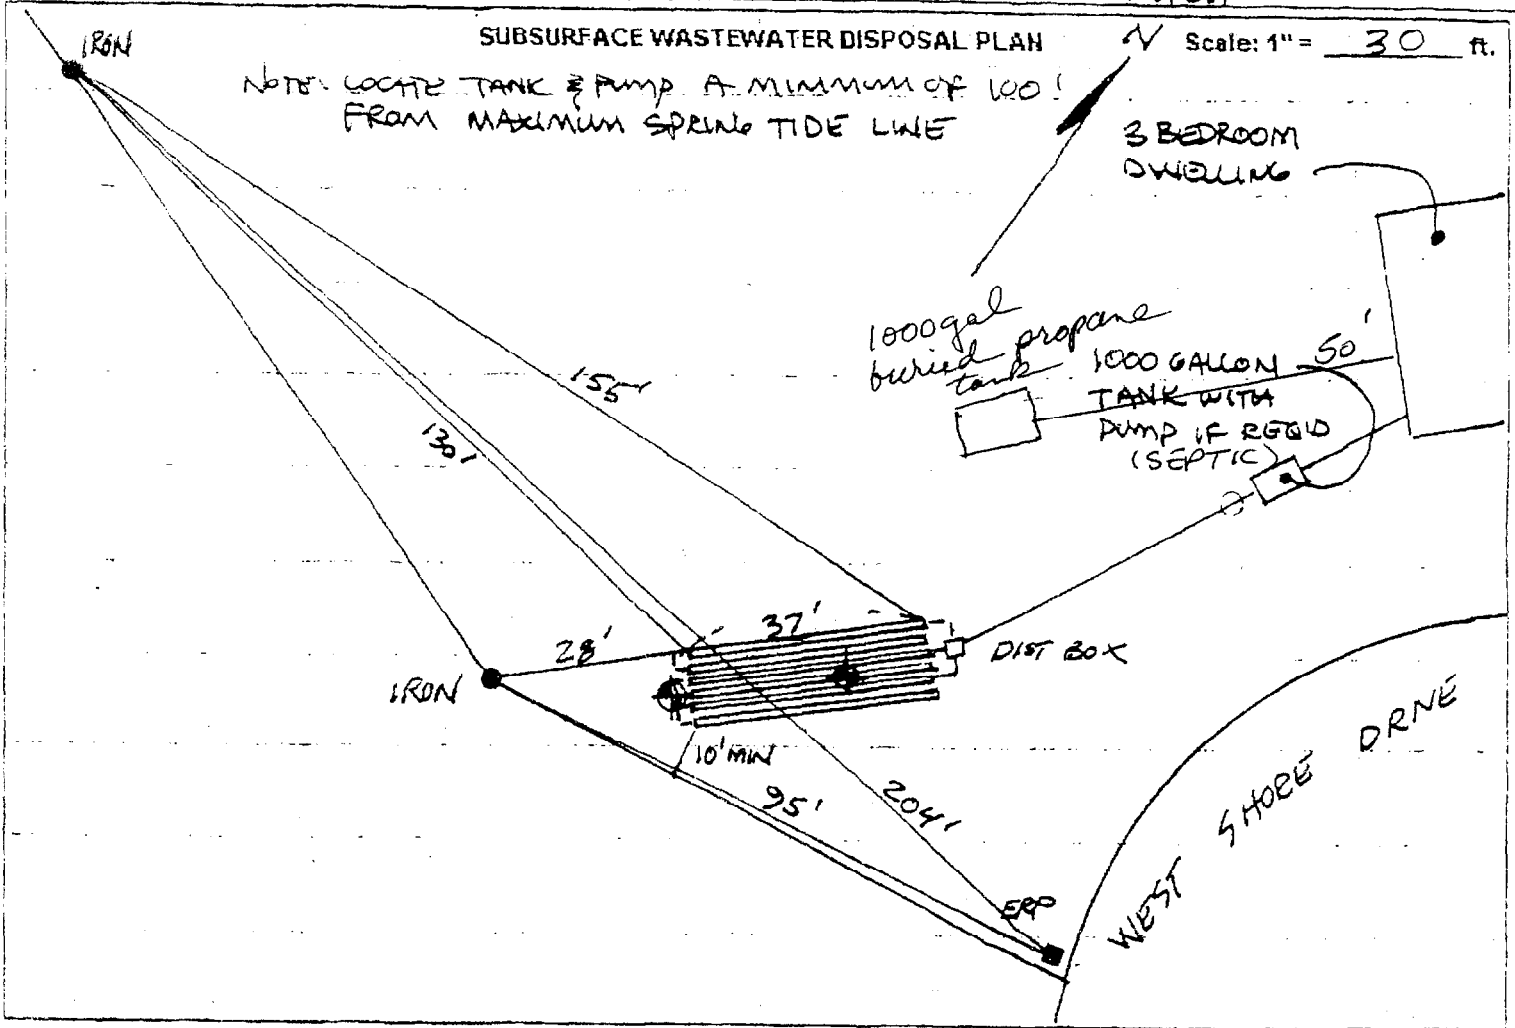 SUBSURFACE WASTEWATER DISPOSAL PLAN
N
Scale: 1" = 30 ft.
IRON
NOTE: LOCATE TANK & PUMP A MINIMUM OF 100'
FROM MAXIMUM SPRING TIDE LINE
3 BEDROOM
DWELLING
1000 gal
buried propane
tank
50'
1000 GALLON
TANK WITH
PUMP IF REQ'D
(SEPTIC)
155'
130'
37'
28'
IRON
DIST BOX
10' MIN
95'
204'
ERP
WEST SHORE DRIVE